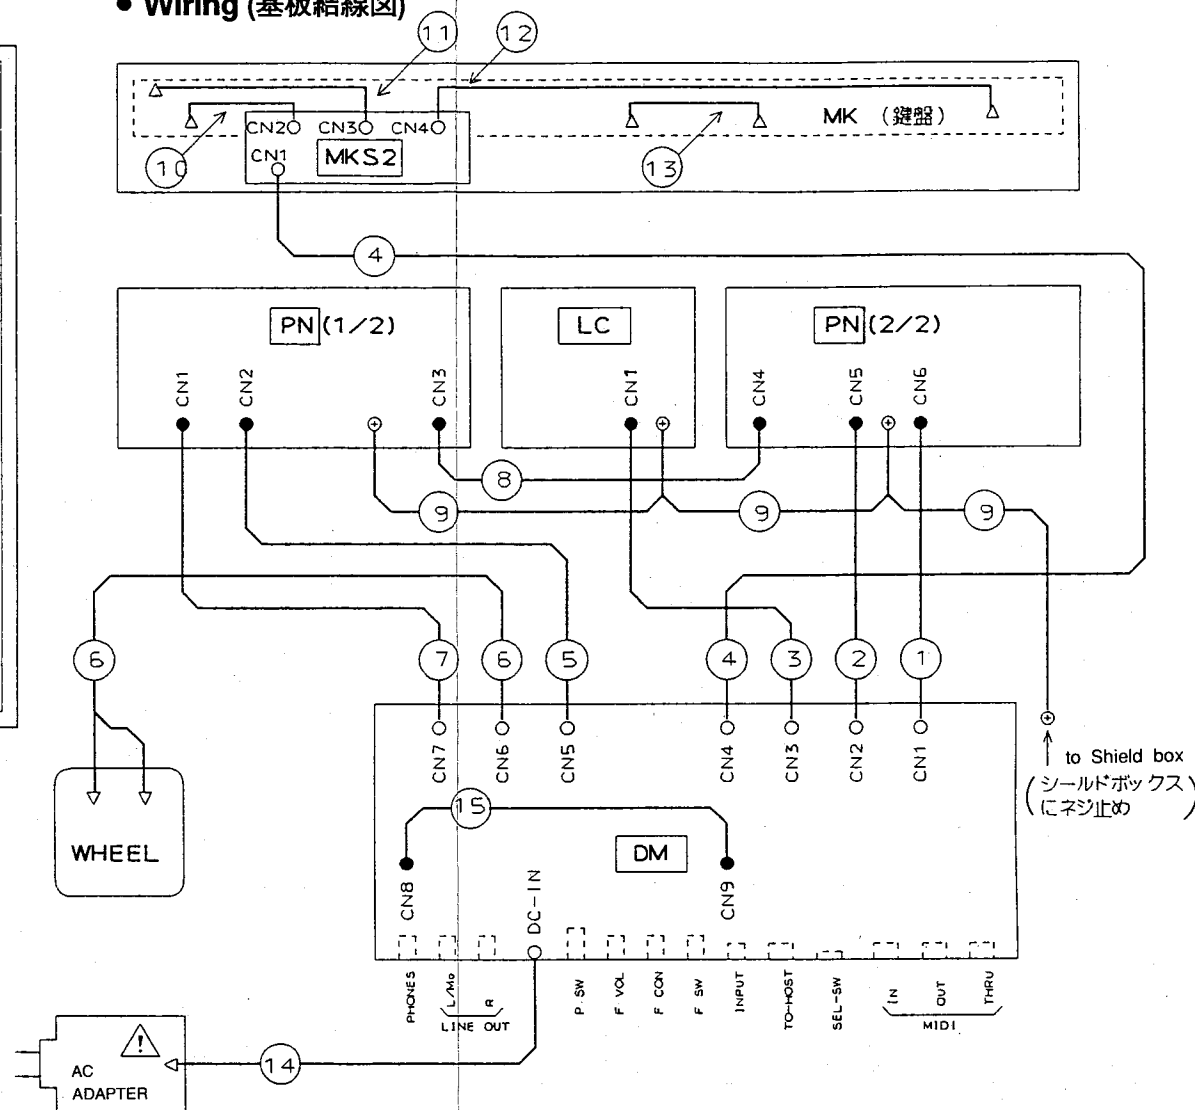 ● Wiring (基板結線図)
11
12
MK (鍵盤)
CN2
CN3
CN4
CN1
MKS2
10
13
4
PN (1/2)
LC
PN (2/2)
CN1
CN2
CN3
CN1
CN4
CN5
CN6
8
9
9
9
6
7
6
5
4
3
2
1
CN7
CN6
CN5
CN4
CN3
CN2
CN1
to Shield box
(シールドボックス
にネジ止め)
15
WHEEL
DM
CN8
DC-IN
CN9
PHONES
L/Mo
R
LINE OUT
P.SW
F VOL
F CON
F SW
INPUT
TO-HOST
SEL-SW
IN
OUT
THRU
MIDI
14
AC
ADAPTER